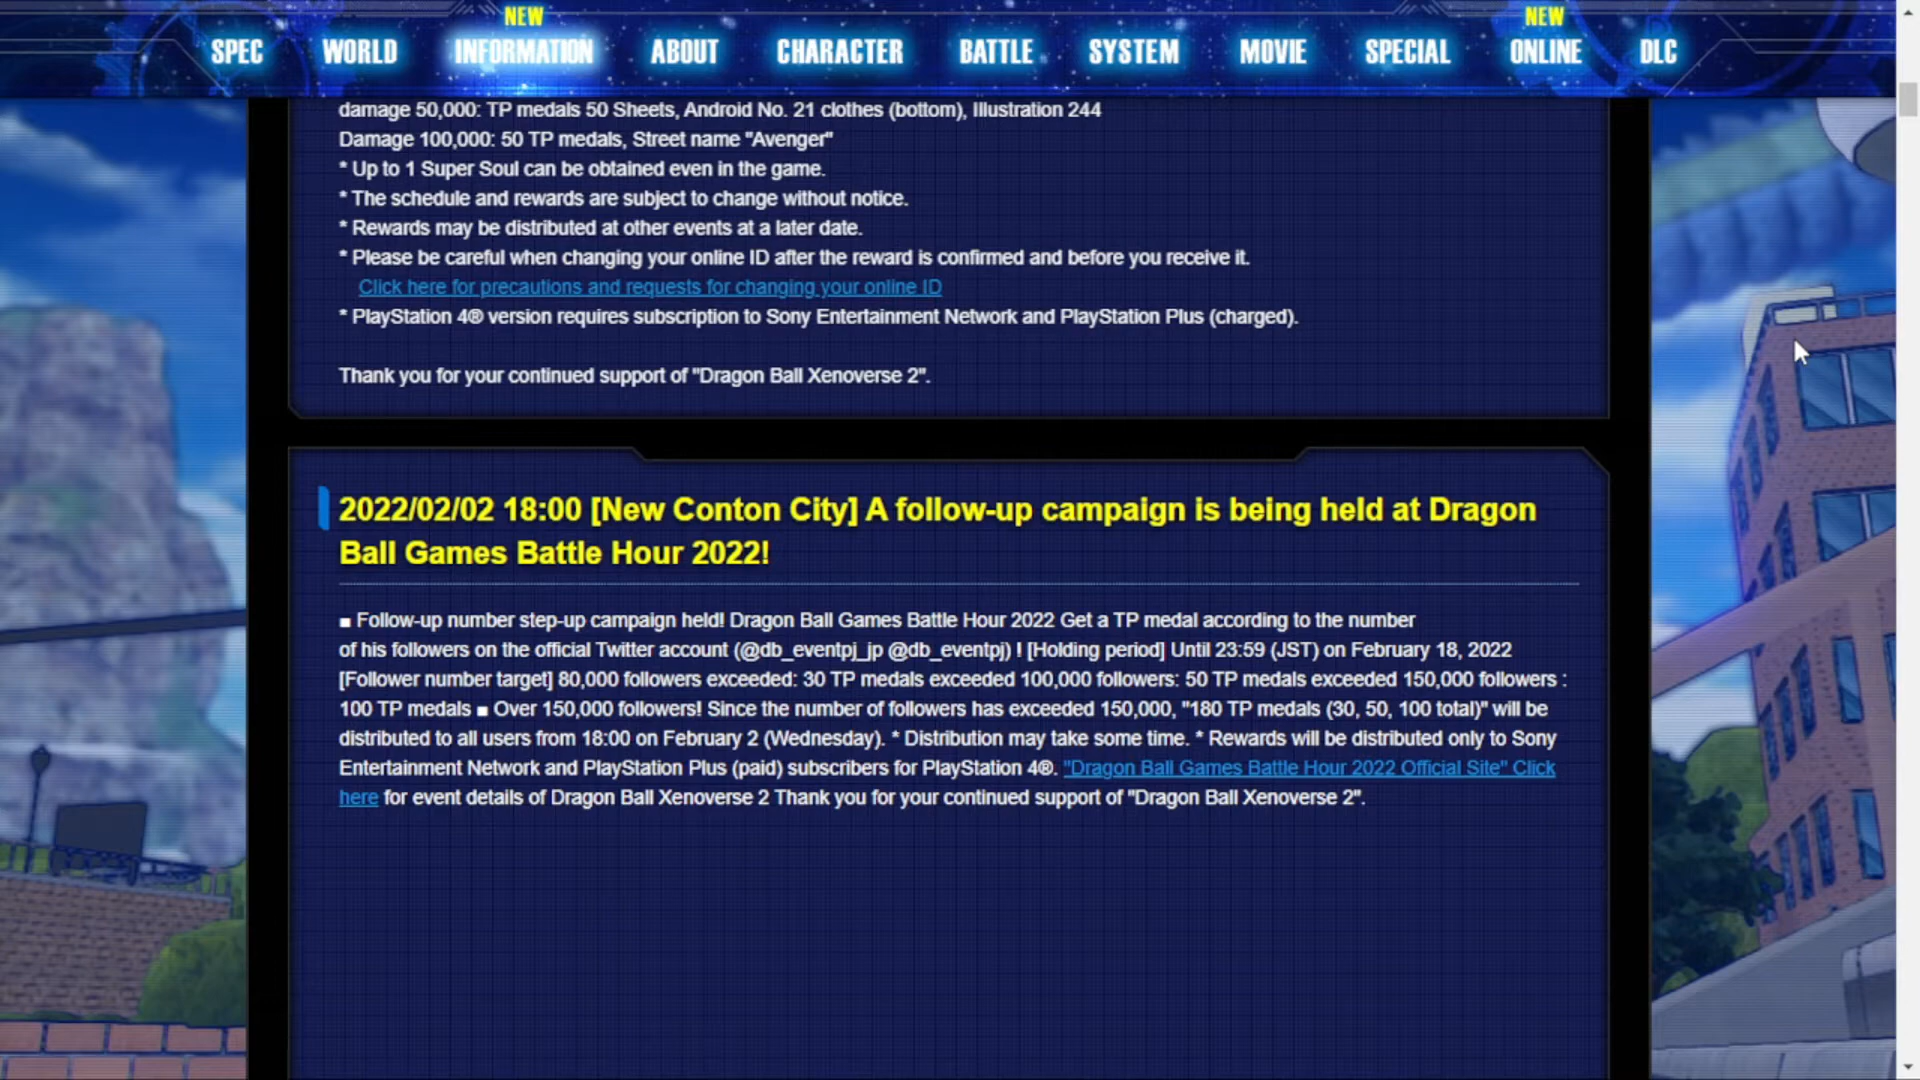 NEW NEW
SPEC WORLD INFORMATION ABOUT CHARACTER BATTLE SYSTEM MOVIE SPECIAL ONLINE DLC
damage 50,000: TP medals 50 Sheets, Android No. 21 clothes (bottom), Illustration 244
Damage 100,000: 50 TP medals, Street name "Avenger"
* Up to 1 Super Soul can be obtained even in the game.
* The schedule and rewards are subject to change without notice.
* Rewards may be distributed at other events at a later date.
* Please be careful when changing your online ID after the reward is confirmed and before you receive it.
Click here for precautions and requests for changing your online ID
* PlayStation 4® version requires subscription to Sony Entertainment Network and PlayStation Plus (charged).
Thank you for your continued support of "Dragon Ball Xenoverse 2".
2022/02/02 18:00 [New Conton City] A follow-up campaign is being held at Dragon
Ball Games Battle Hour 2022!
■ Follow-up number step-up campaign held! Dragon Ball Games Battle Hour 2022 Get a TP medal according to the number
of his followers on the official Twitter account (@db_eventpj_jp @db_eventpj) ! [Holding period] Until 23:59 (JST) on February 18, 2022
[Follower number target] 80,000 followers exceeded: 30 TP medals exceeded 100,000 followers: 50 TP medals exceeded 150,000 followers :
100 TP medals ■ Over 150,000 followers! Since the number of followers has exceeded 150,000, "180 TP medals (30, 50, 100 total)" will be
distributed to all users from 18:00 on February 2 (Wednesday). * Distribution may take some time. * Rewards will be distributed only to Sony
Entertainment Network and PlayStation Plus (paid) subscribers for PlayStation 4®. "Dragon Ball Games Battle Hour 2022 Official Site" Click
here for event details of Dragon Ball Xenoverse 2 Thank you for your continued support of "Dragon Ball Xenoverse 2".